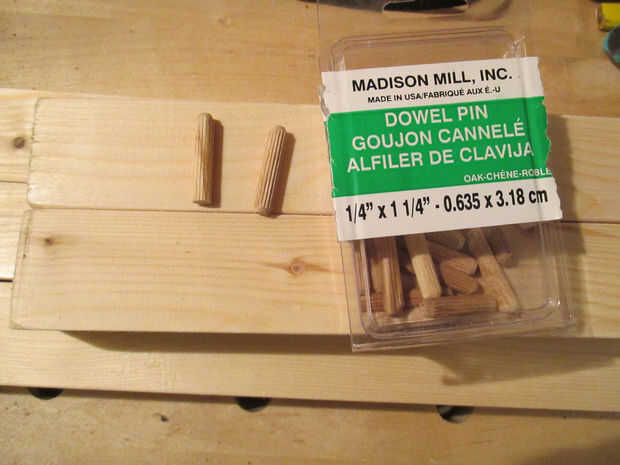 MADISON MILL, INC.
MADE IN USA/FABRIQUÉ AUX É.-U
DOWEL PIN
GOUJON CANNELÉ
ALFILER DE CLAVIJA
OAK-CHÊNE-ROBLE
1/4" x 1 1/4" - 0.635 x 3.18 cm